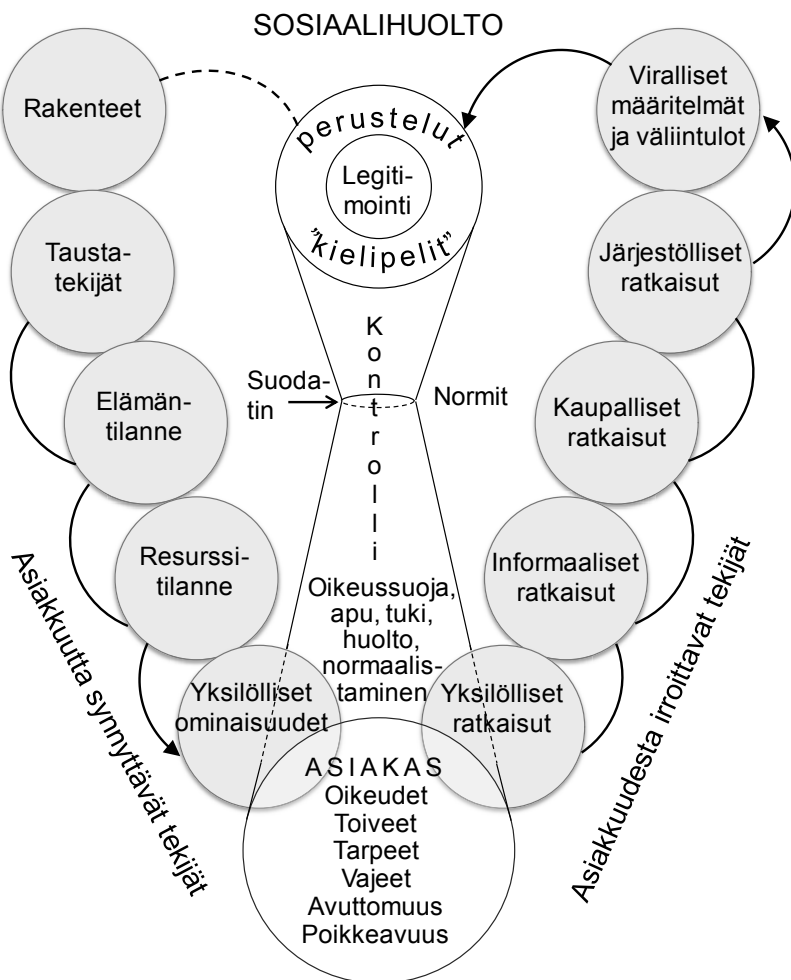 SOSIAALIHUOLTO
Rakenteet
Tausta-
tekijät
Elämän-
tilanne
Resurssi-
tilanne
Yksilölliset
ominaisuudet
Asiakkuutta synnyttävät tekijät
perustelut
Legiti-
mointi
"kielipelit"
Kontrolli
Suoda-
tin
Normit
Oikeussuoja,
apu, tuki,
huolto,
normaalis-
taminen
ASIAKAS
Oikeudet
Toiveet
Tarpeet
Vajeet
Avuttomuus
Poikkeavuus
Viralliset
määritelmät
ja väliintulot
Järjestölliset
ratkaisut
Kaupalliset
ratkaisut
Informaaliset
ratkaisut
Yksilölliset
ratkaisut
Asiakkuudesta irroittavat tekijät